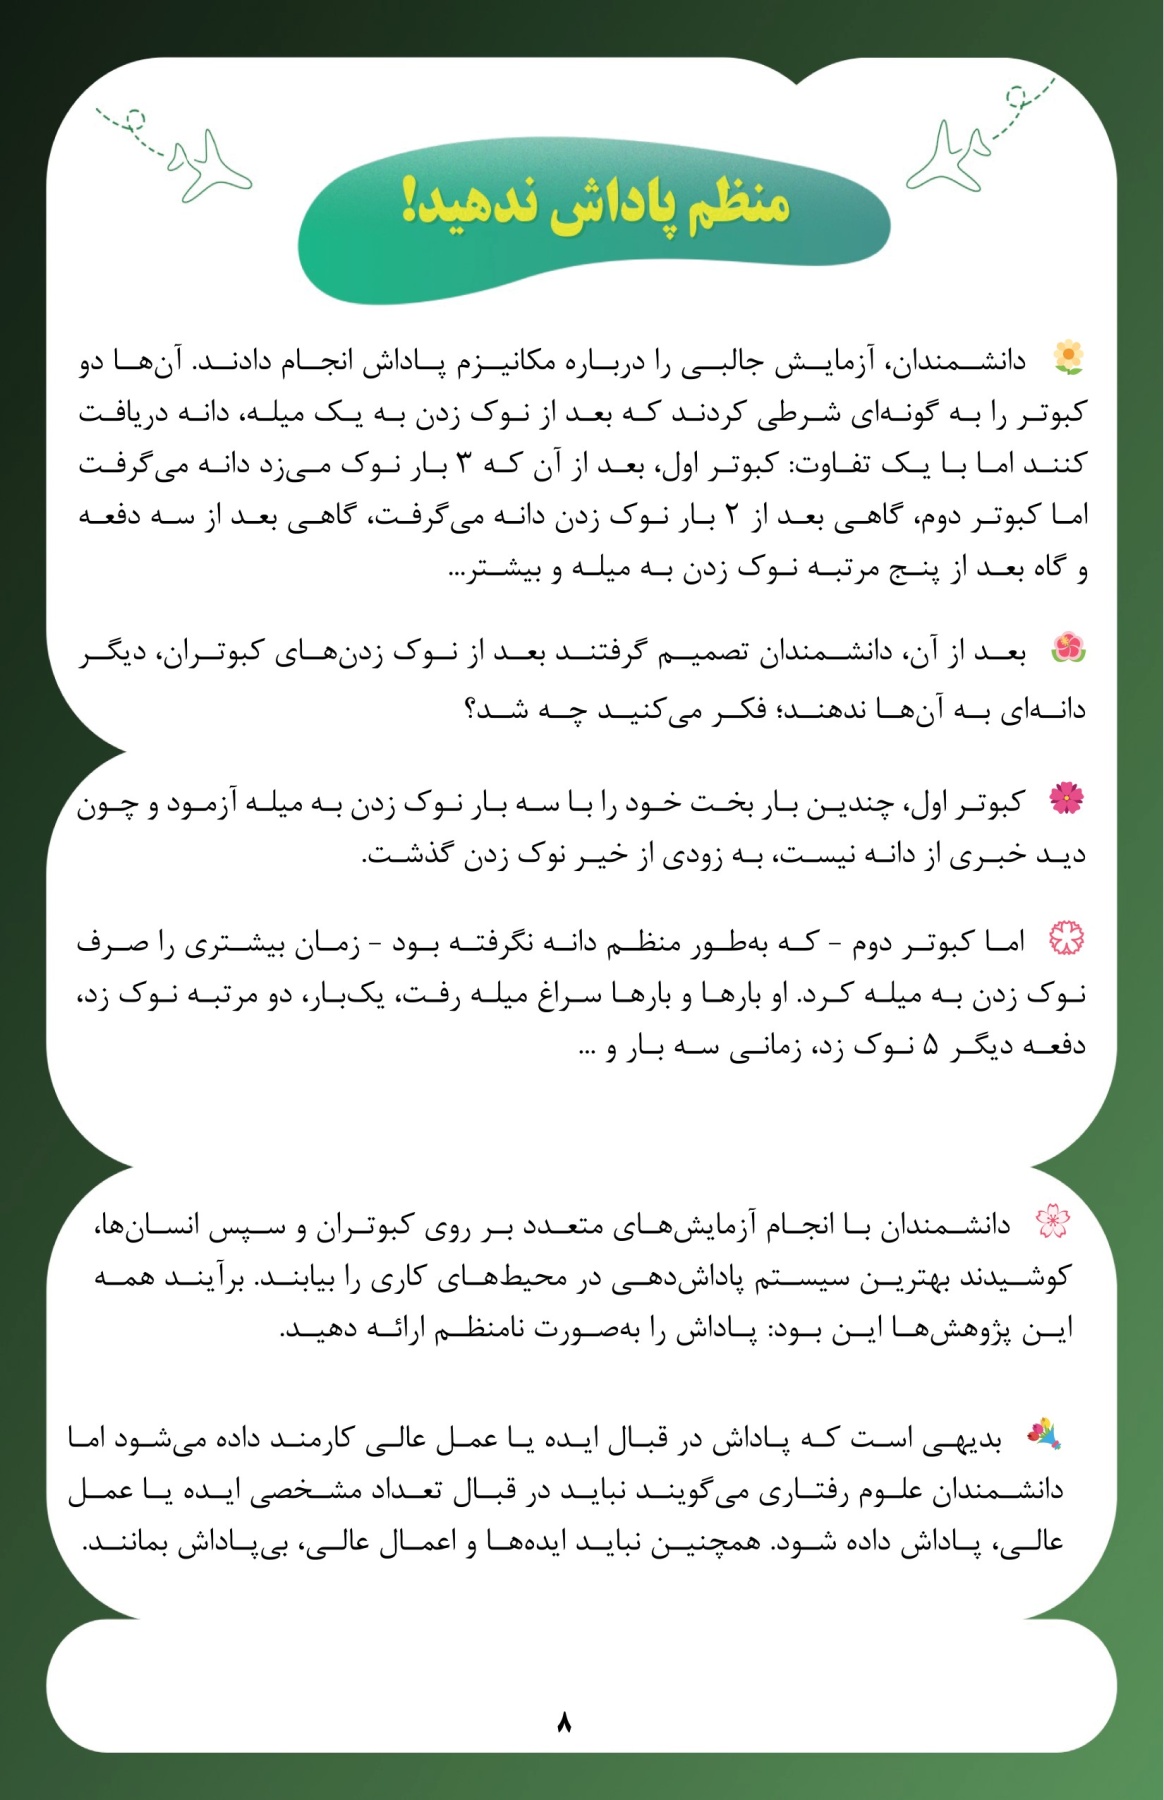 منظم پاداش ندهید!
دانشمندان، آزمایش جالبی را درباره مکانیزم پاداش انجام دادند. آن‌ها دو
کبوتر را به گونه‌ای شرطی کردند که بعد از نوک زدن به یک میله، دانه دریافت
کنند اما با یک تفاوت: کبوتر اول، بعد از آن که ۳ بار نوک می‌زد دانه می‌گرفت
اما کبوتر دوم، گاهی بعد از ۲ بار نوک زدن دانه می‌گرفت، گاهی بعد از سه دفعه
و گاه بعد از پنج مرتبه نوک زدن به میله و بیشتر...
بعد از آن، دانشمندان تصمیم گرفتند بعد از نوک زدن‌های کبوتران، دیگر
دانه‌ای به آن‌ها ندهند؛ فکر می‌کنید چه شد؟
کبوتر اول، چندین بار بخت خود را با سه بار نوک زدن به میله آزمود و چون
دید خبری از دانه نیست، به زودی از خیر نوک زدن گذشت.
اما کبوتر دوم - که به‌طور منظم دانه نگرفته بود - زمان بیشتری را صرف
نوک زدن به میله کرد. او بارها و بارها سراغ میله رفت، یک‌بار، دو مرتبه نوک زد،
دفعه دیگر ۵ نوک زد، زمانی سه بار و ...
دانشمندان با انجام آزمایش‌های متعدد بر روی کبوتران و سپس انسان‌ها،
کوشیدند بهترین سیستم پاداش‌دهی در محیط‌های کاری را بیابند. برآیند همه
این پژوهش‌ها این بود: پاداش را به‌صورت نامنظم ارائه دهید.
بدیهی است که پاداش در قبال ایده یا عمل عالی کارمند داده می‌شود اما
دانشمندان علوم رفتاری می‌گویند نباید در قبال تعداد مشخصی ایده یا عمل
عالی، پاداش داده شود. همچنین نباید ایده‌ها و اعمال عالی، بی‌پاداش بمانند.
۸